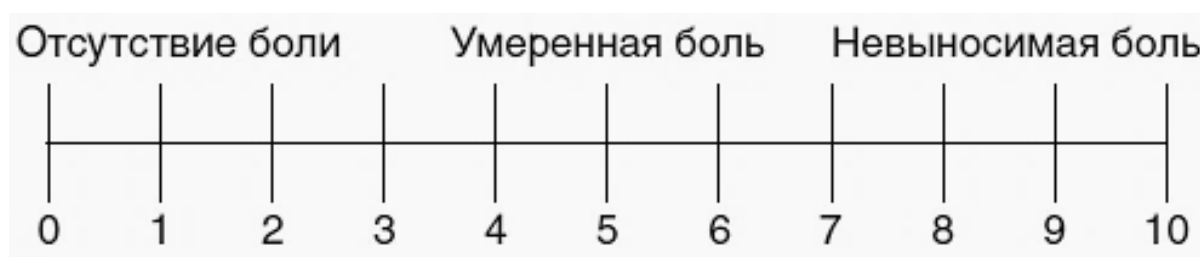 Отсутствие боли Умеренная боль Невыносимая боль
0 1 2 3 4 5 6 7 8 9 10